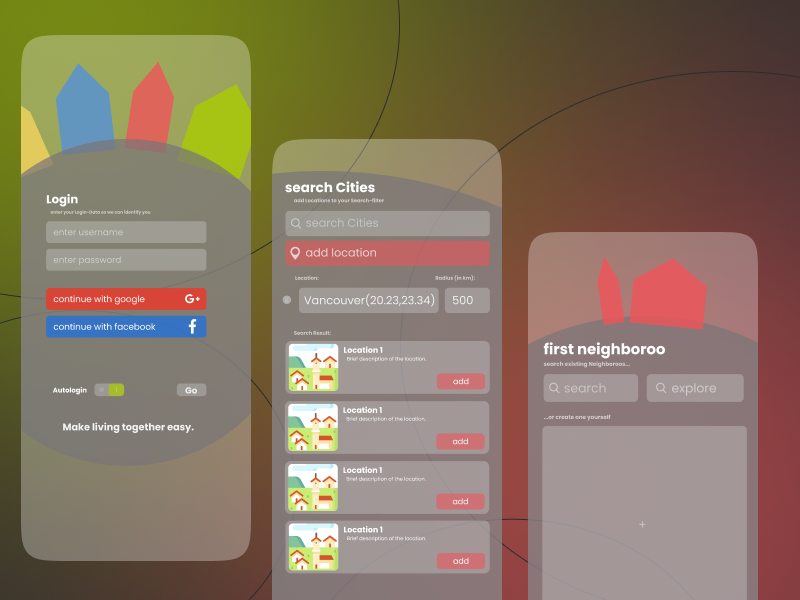 Login
enter your Login-Data so we can identify you
enter username
enter password
continue with google G+
continue with facebook f
Autologin
Go
Make living together easy.
search Cities
add Locations to your Search-filter
search Cities
add location
Location: Radius (in km):
Vancouver(20.23,23.34) 500
Search Result:
Location 1
Brief description of the location.
add
Location 1
Brief description of the location.
add
Location 1
Brief description of the location.
add
Location 1
Brief description of the location.
add
first neighboroo
search existing Neighboroos...
search explore
...or create one yourself
+